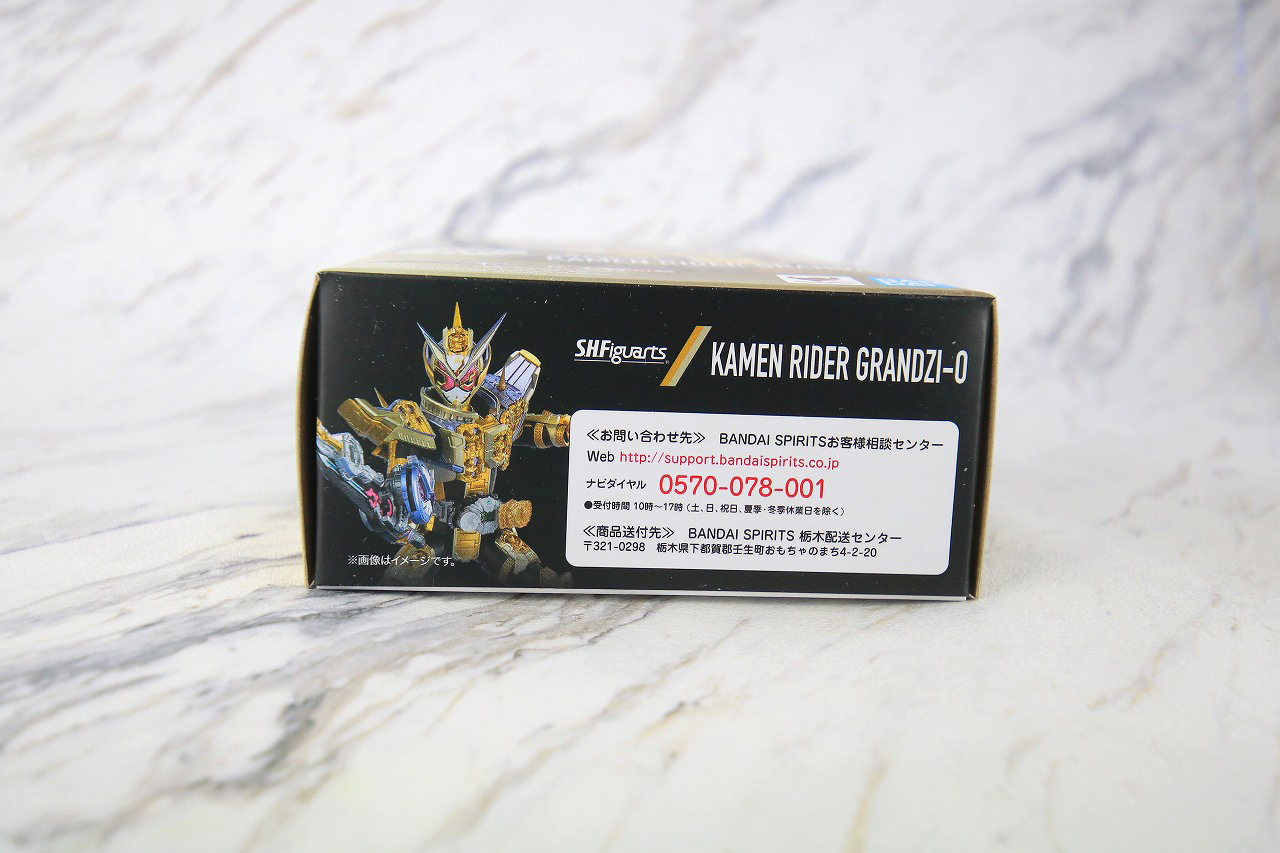 KAMEN RIDER
S.H.Figuarts
KAMEN RIDER GRANDZI-O
≪お問い合わせ先≫ BANDAI SPIRITSお客様相談センター
Web http://support.bandaispirits.co.jp
ナビダイヤル 0570-078-001
●受付時間 10時〜17時(土、日、祝日、夏季・冬季休業日を除く)
≪商品送付先≫ BANDAI SPIRITS 栃木配送センター
〒321-0298 栃木県下都賀郡壬生町おもちゃのまち4-2-20
※画像はイメージです。